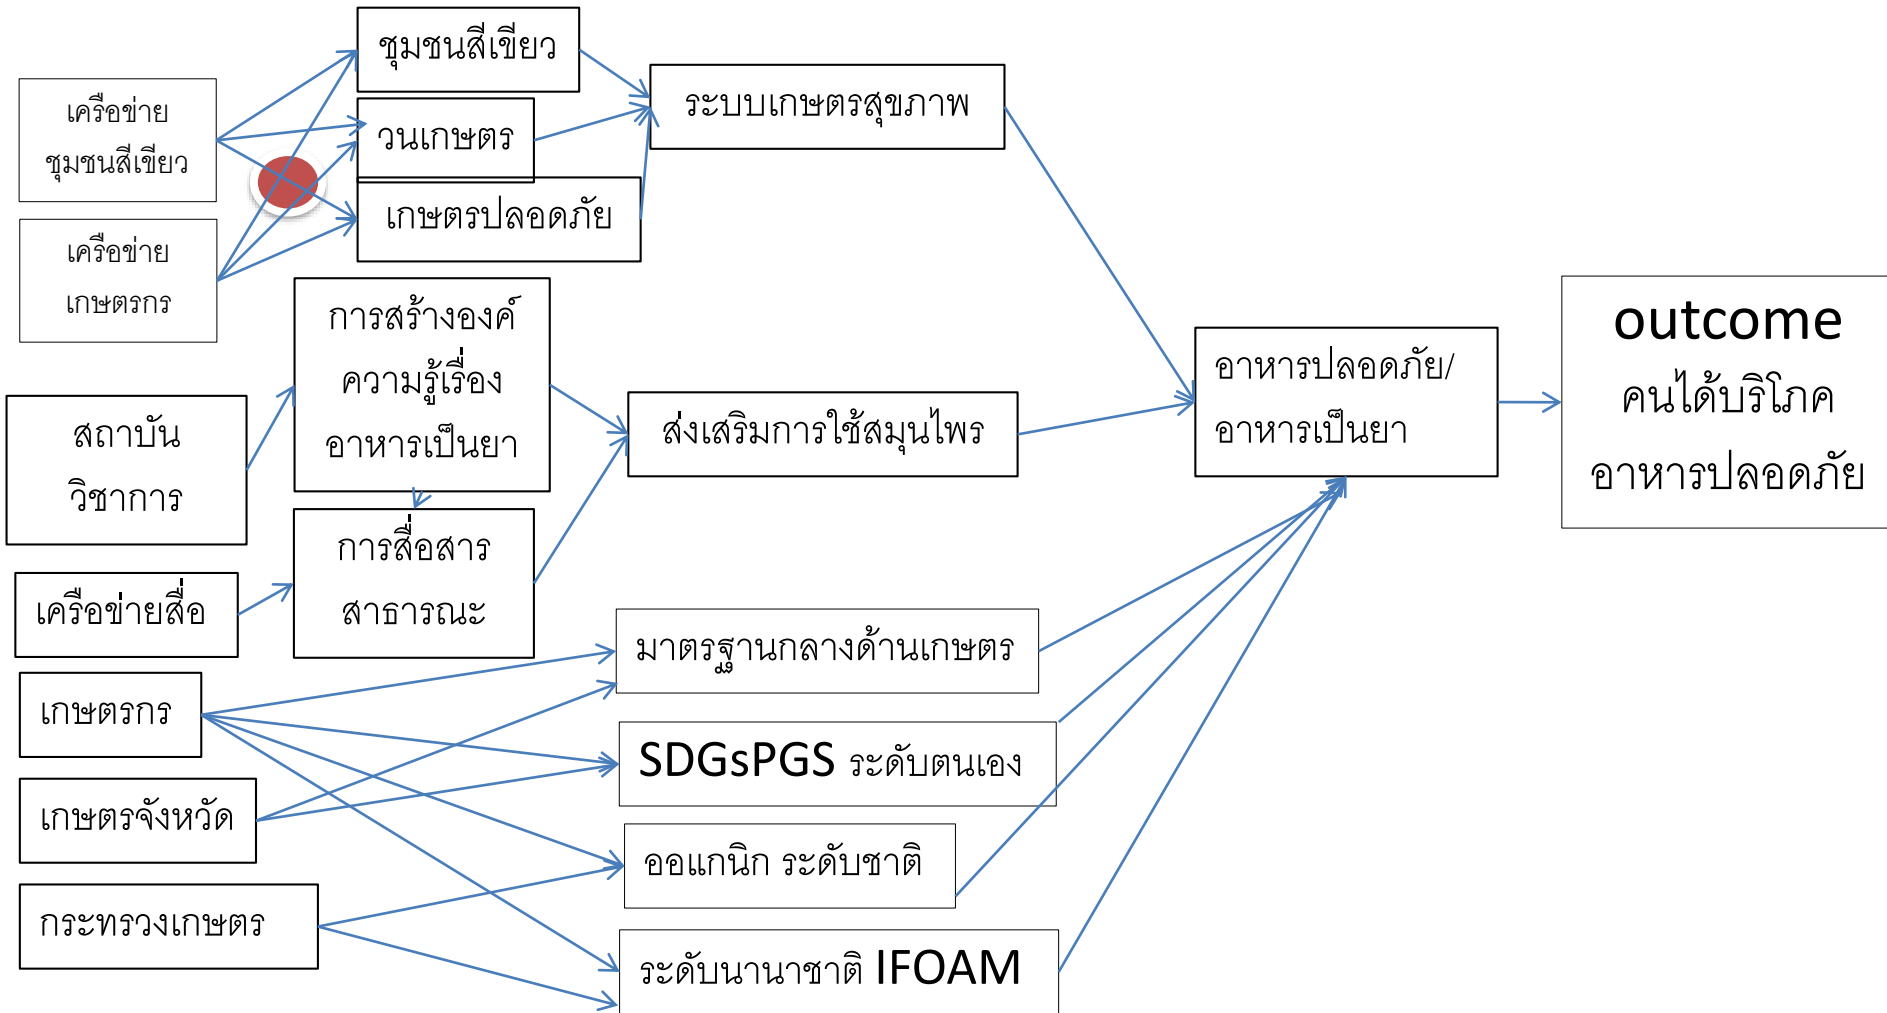 เครือข่าย
ชุมชนสีเขียว
เครือข่าย
เกษตรกร
สถาบัน
วิชาการ
เครือข่ายสื่อ
เกษตรกร
เกษตรจังหวัด
กระทรวงเกษตร
ชุมชนสีเขียว
วนเกษตร
เกษตรปลอดภัย
การสร้างองค์
ความรู้เรื่อง
อาหารเป็นยา
การสื่อสาร
สาธารณะ
ระบบเกษตรสุขภาพ
ส่งเสริมการใช้สมุนไพร
มาตรฐานกลางด้านเกษตร
SDGsPGS ระดับตนเอง
ออแกนิก ระดับชาติ
ระดับนานาชาติ IFOAM
อาหารปลอดภัย/
อาหารเป็นยา
outcome
คนได้บริโภค
อาหารปลอดภัย